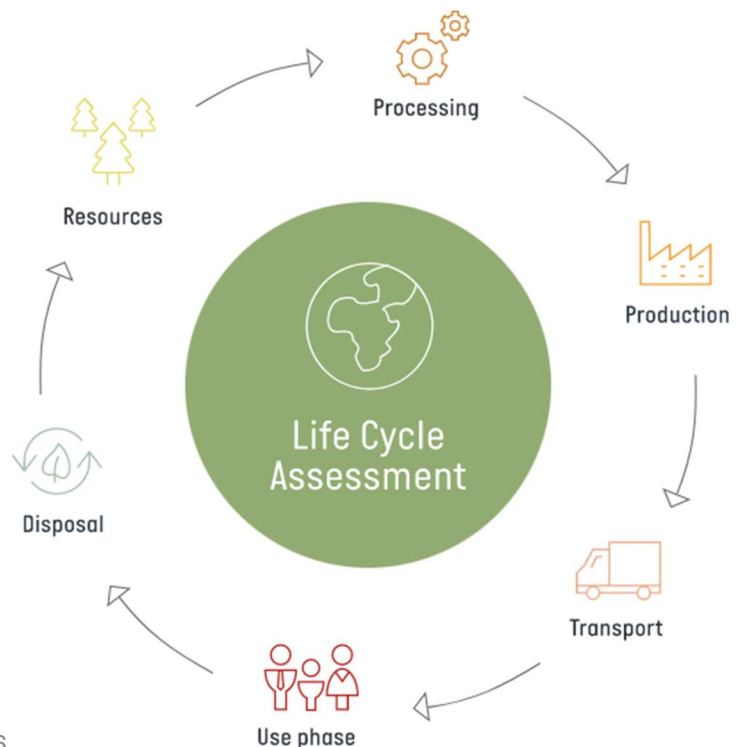 Processing
Resources
Production
Life Cycle
Assessment
Disposal
Transport
Use phase